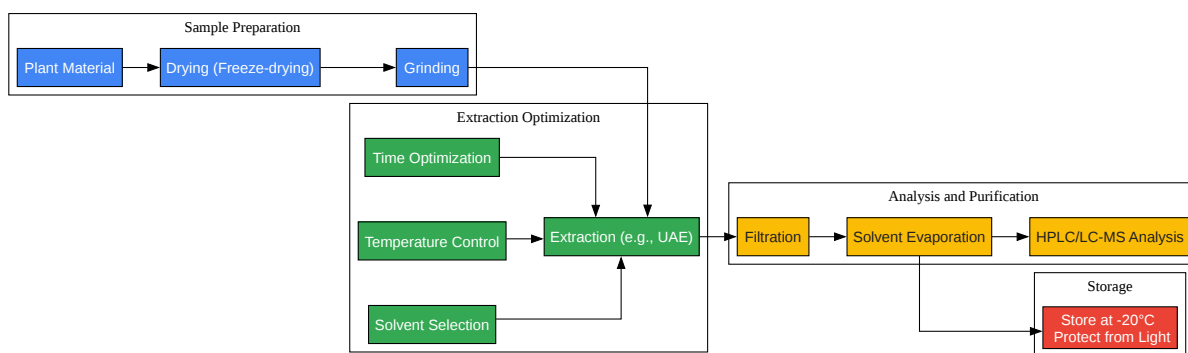 Sample Preparation
Plant Material
Drying (Freeze-drying)
Grinding
Extraction Optimization
Time Optimization
Temperature Control
Extraction (e.g., UAE)
Solvent Selection
Analysis and Purification
Filtration
Solvent Evaporation
HPLC/LC-MS Analysis
Storage
Store at -20°C
Protect from Light